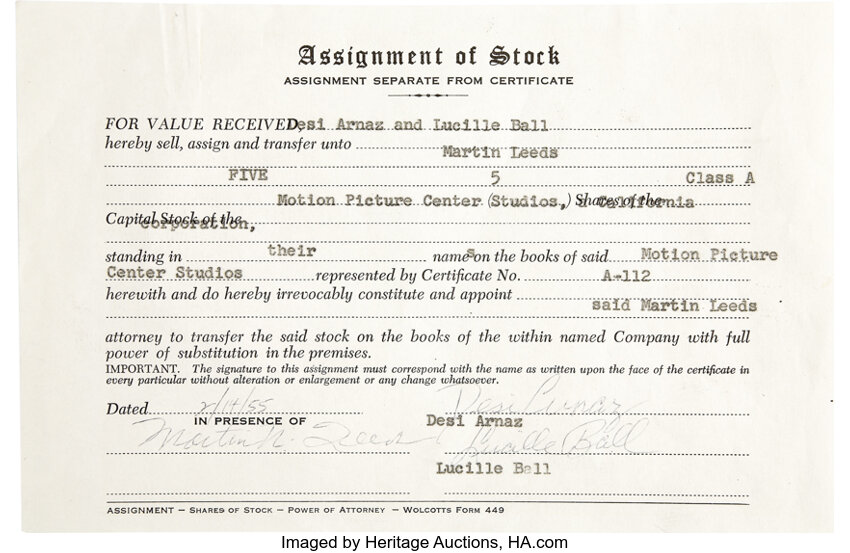 Assignment of Stock
ASSIGNMENT SEPARATE FROM CERTIFICATE
FOR VALUE RECEIVED, Desi Arnaz and Lucille Ball
hereby sell, assign and transfer unto
Martin Leeds
FIVE 5 Class A
Motion Picture Center (Studios,) Shares of the a California
Capital Stock of the corporation,
standing in their names on the books of said Motion Picture
Center Studios represented by Certificate No. A-112
herewith and do hereby irrevocably constitute and appoint
said Martin Leeds
attorney to transfer the said stock on the books of the within named Company with full
power of substitution in the premises.
IMPORTANT. The signature to this assignment must correspond with the name as written upon the face of the certificate in
every particular without alteration or enlargement or any change whatsoever.
Dated 2/14/55 Desi Arnaz
IN PRESENCE OF Desi Arnaz
Martin N. Leeds Lucille Ball
Lucille Ball
ASSIGNMENT — SHARES OF STOCK — POWER OF ATTORNEY — WOLCOTTS FORM 449
Imaged by Heritage Auctions, HA.com